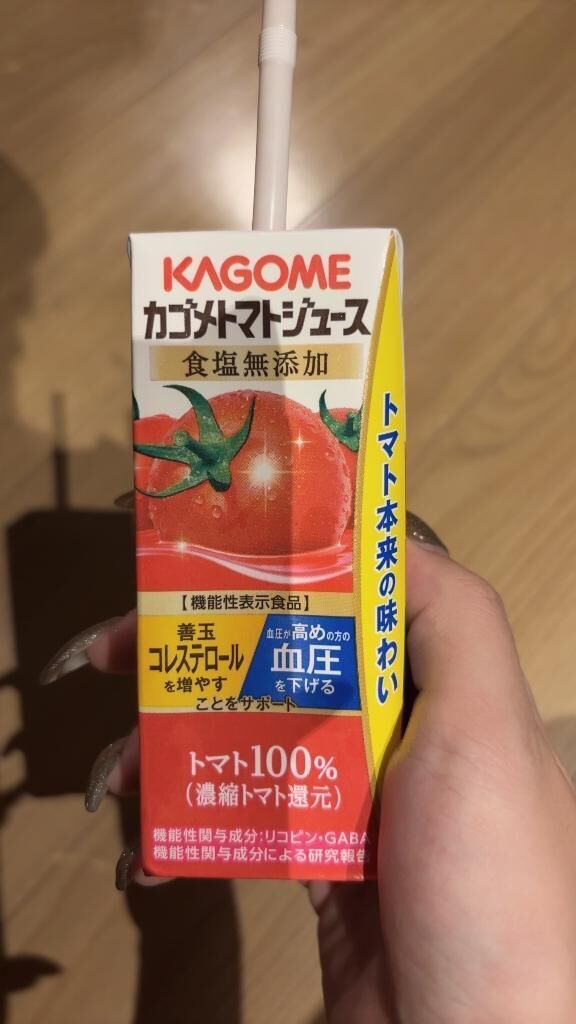 KAGOME
カゴメトマトジュース
食塩無添加
トマト本来の味わい
【機能性表示食品】
善玉
コレステロール
を増やす
血圧が高めの方の
血圧
を下げる
ことをサポート
トマト100%
(濃縮トマト還元)
機能性関与成分:リコピン・GABA
機能性関与成分による研究報告